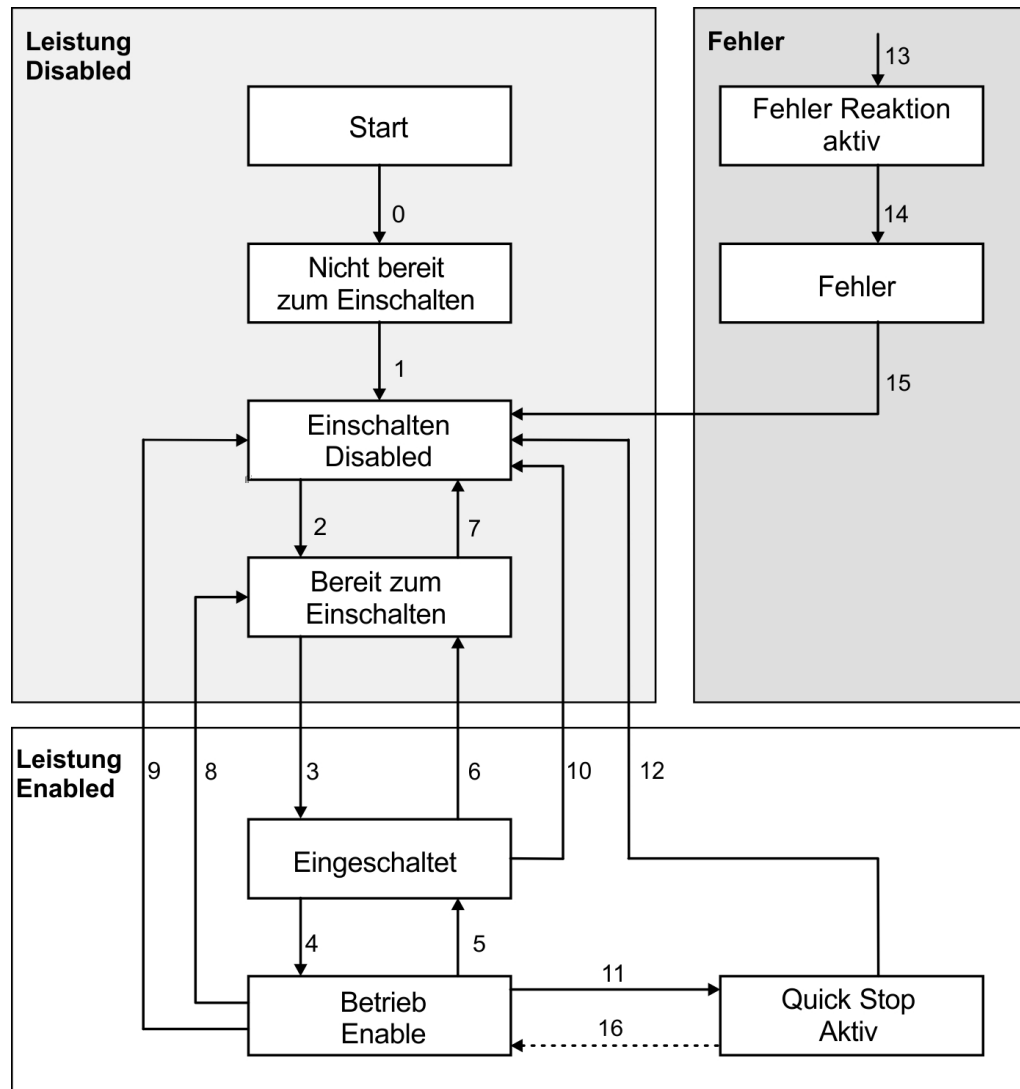 Leistung
Disabled
Start
0
Nicht bereit
zum Einschalten
1
Einschalten
Disabled
2
7
Bereit zum
Einschalten
Fehler
13
Fehler Reaktion
aktiv
14
Fehler
15
Leistung
Enabled
9
8
3
6
10
12
Eingeschaltet
4
5
Betrieb
Enable
11
16
Quick Stop
Aktiv